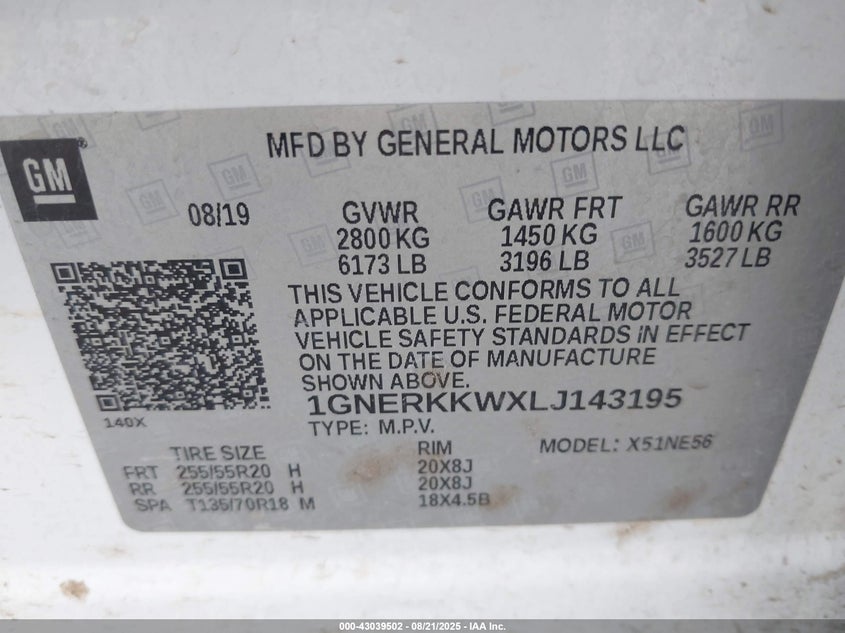 GM
MFD BY GENERAL MOTORS LLC
08/19
GVWR GAWR FRT GAWR RR
2800 KG 1450 KG 1600 KG
6173 LB 3196 LB 3527 LB
THIS VEHICLE CONFORMS TO ALL
APPLICABLE U.S. FEDERAL MOTOR
VEHICLE SAFETY STANDARDS IN EFFECT
ON THE DATE OF MANUFACTURE
SHOWN ABOVE.
1GNERKKWXLJ143195
140X
TYPE: M.P.V.
MODEL: X51NE56
TIRE SIZE RIM
FRT 255/55R20 H 20X8J
RR 255/55R20 H 20X8J
SPA T135/70R18 M 18X4.5B
000-43039502 - 08/21/2025 - IAA Inc.